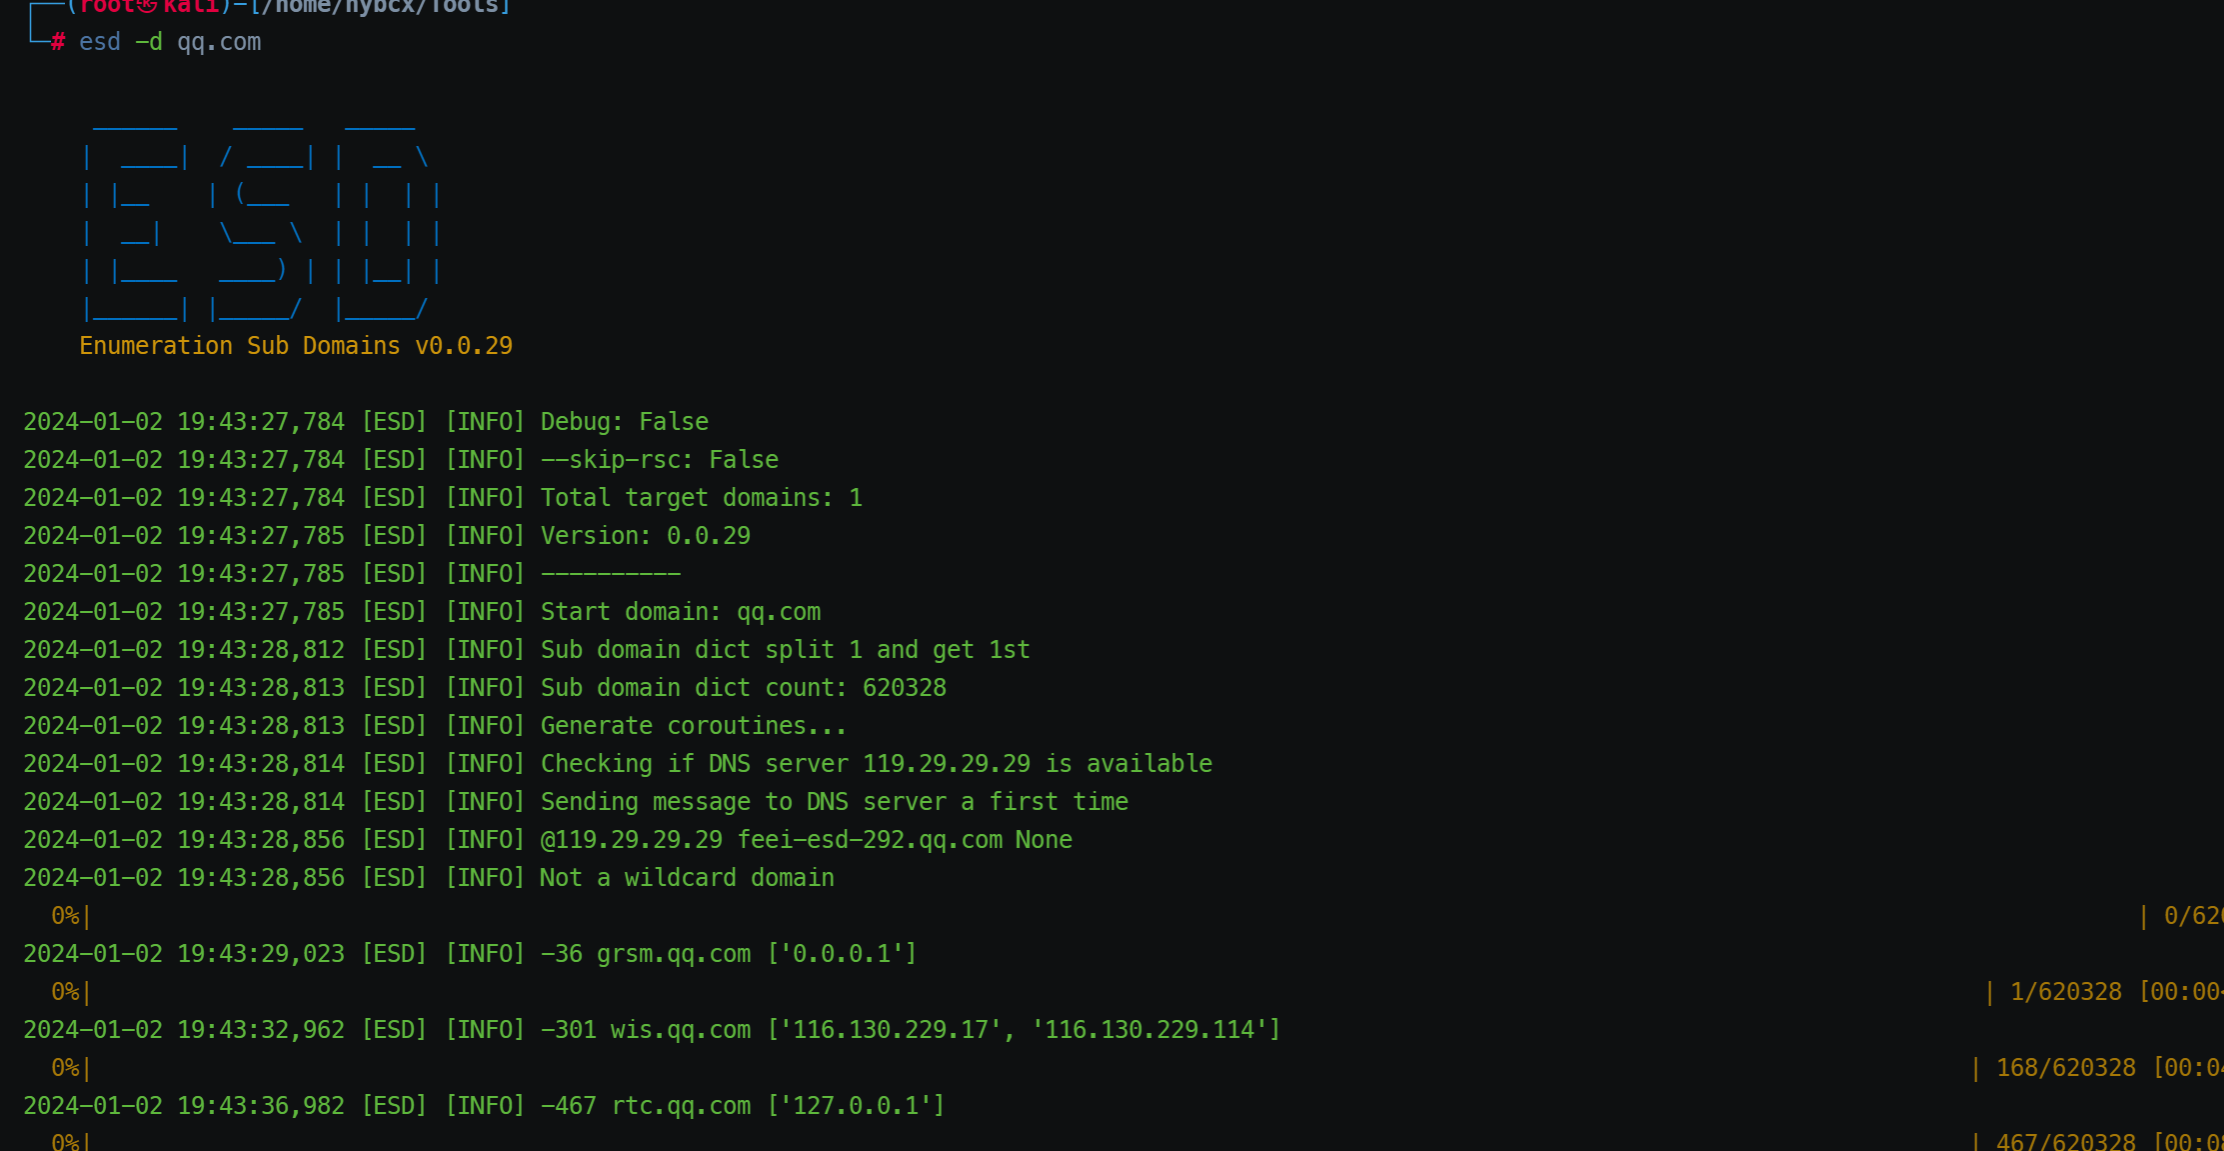 ┌──(root㉿kali)-[/home/hybcx/Tools]
└─# esd -d qq.com
     ______    _____   _____
    |  ____|  / ____| |  __ \
    | |__    | (___   | |  | |
    |  __|    \___ \  | |  | |
    | |____   ____) | | |__| |
    |______| |_____/  |_____/
    Enumeration Sub Domains v0.0.29
2024-01-02 19:43:27,784 [ESD] [INFO] Debug: False
2024-01-02 19:43:27,784 [ESD] [INFO] --skip-rsc: False
2024-01-02 19:43:27,784 [ESD] [INFO] Total target domains: 1
2024-01-02 19:43:27,785 [ESD] [INFO] Version: 0.0.29
2024-01-02 19:43:27,785 [ESD] [INFO] ----------
2024-01-02 19:43:27,785 [ESD] [INFO] Start domain: qq.com
2024-01-02 19:43:28,812 [ESD] [INFO] Sub domain dict split 1 and get 1st
2024-01-02 19:43:28,813 [ESD] [INFO] Sub domain dict count: 620328
2024-01-02 19:43:28,813 [ESD] [INFO] Generate coroutines...
2024-01-02 19:43:28,814 [ESD] [INFO] Checking if DNS server 119.29.29.29 is available
2024-01-02 19:43:28,814 [ESD] [INFO] Sending message to DNS server a first time
2024-01-02 19:43:28,856 [ESD] [INFO] @119.29.29.29 feei-esd-292.qq.com None
2024-01-02 19:43:28,856 [ESD] [INFO] Not a wildcard domain
  0%| | 0/620
2024-01-02 19:43:29,023 [ESD] [INFO] -36 grsm.qq.com ['0.0.0.1']
  0%| | 1/620328 [00:00<
2024-01-02 19:43:32,962 [ESD] [INFO] -301 wis.qq.com ['116.130.229.17', '116.130.229.114']
  0%| | 168/620328 [00:04
2024-01-02 19:43:36,982 [ESD] [INFO] -467 rtc.qq.com ['127.0.0.1']
  0%| | 467/620328 [00:08